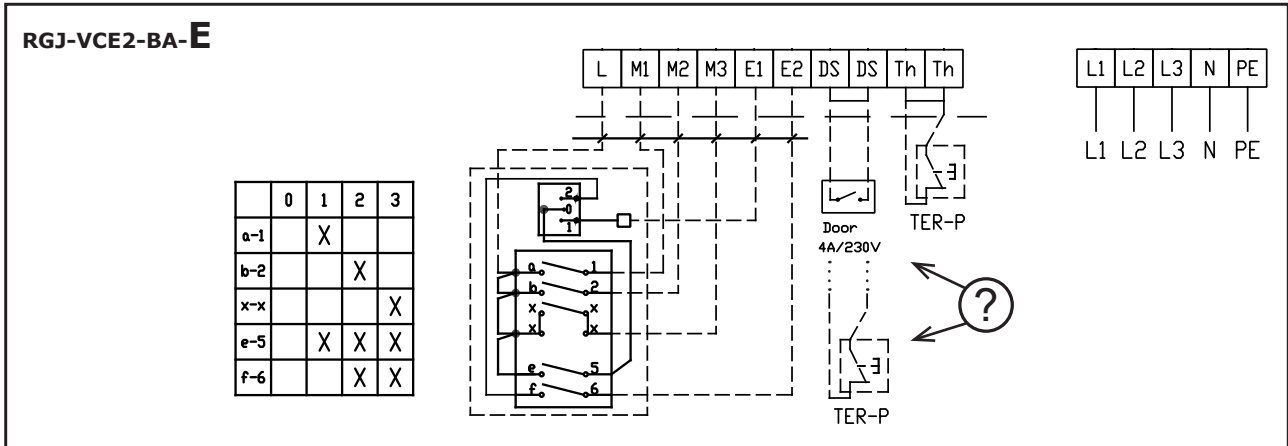 RGJ-VCE2-BA-E
L M1 M2 M3 E1 E2 DS DS Th Th
L1 L2 L3 N PE
L1 L2 L3 N PE
0 1 2 3
a-1 X
b-2 X
x-x X
e-5 X X X
f-6 X X
2
0
1
a 1
b 2
x x
x x
e 5
f 6
Door
4A/230V
TER-P
?
TER-P